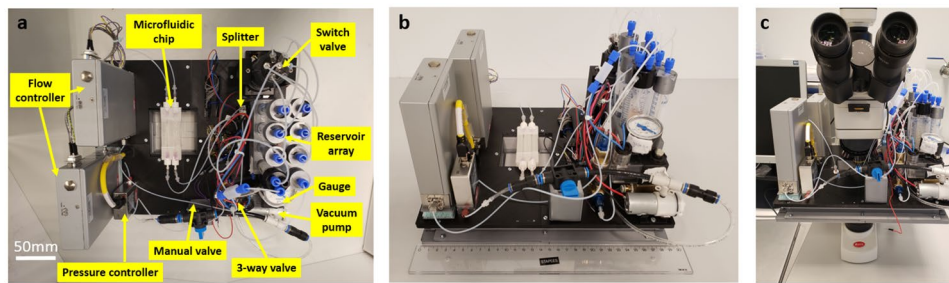 a
Microfluidic
chip
Splitter
Switch
valve
Flow
controller
Reservoir
array
Gauge
Vacuum
pump
Manual valve
3-way valve
Pressure controller
50mm
b
c